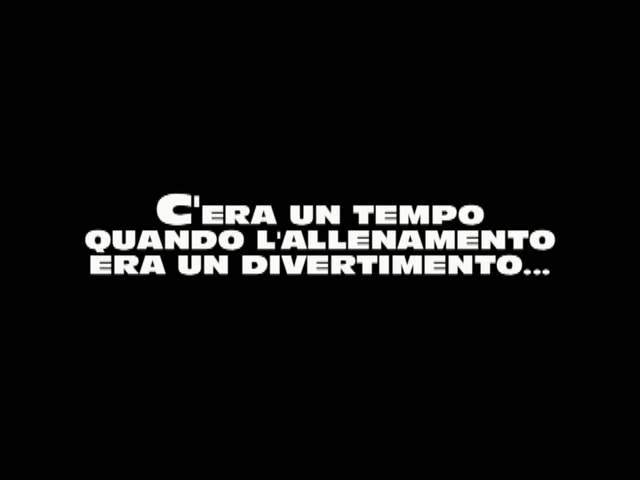 C'ERA UN TEMPO
QUANDO L'ALLENAMENTO
ERA UN DIVERTIMENTO...